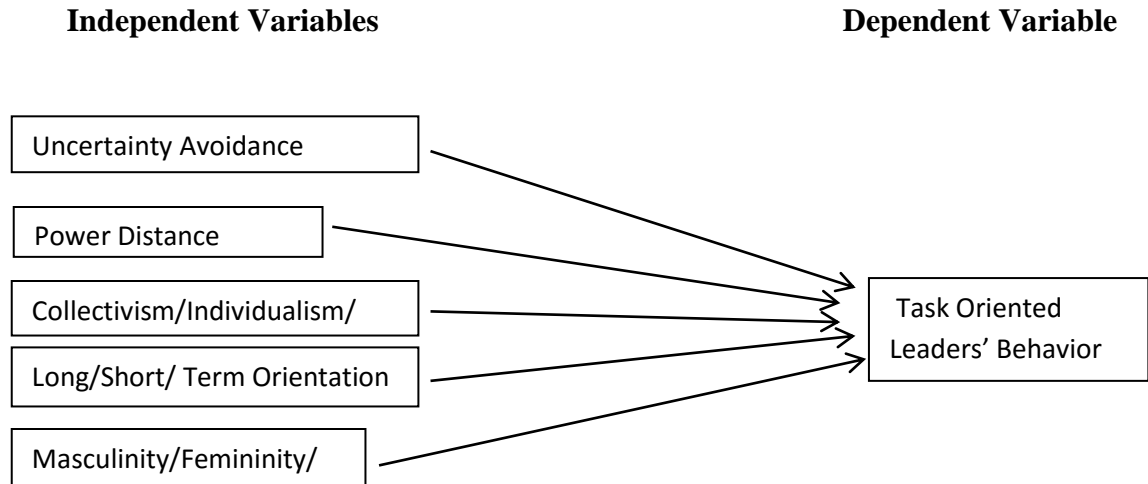 Independent Variables
Dependent Variable
Uncertainty Avoidance
Power Distance
Collectivism/Individualism/
Long/Short/ Term Orientation
Masculinity/Femininity/
Task Oriented
Leaders’ Behavior